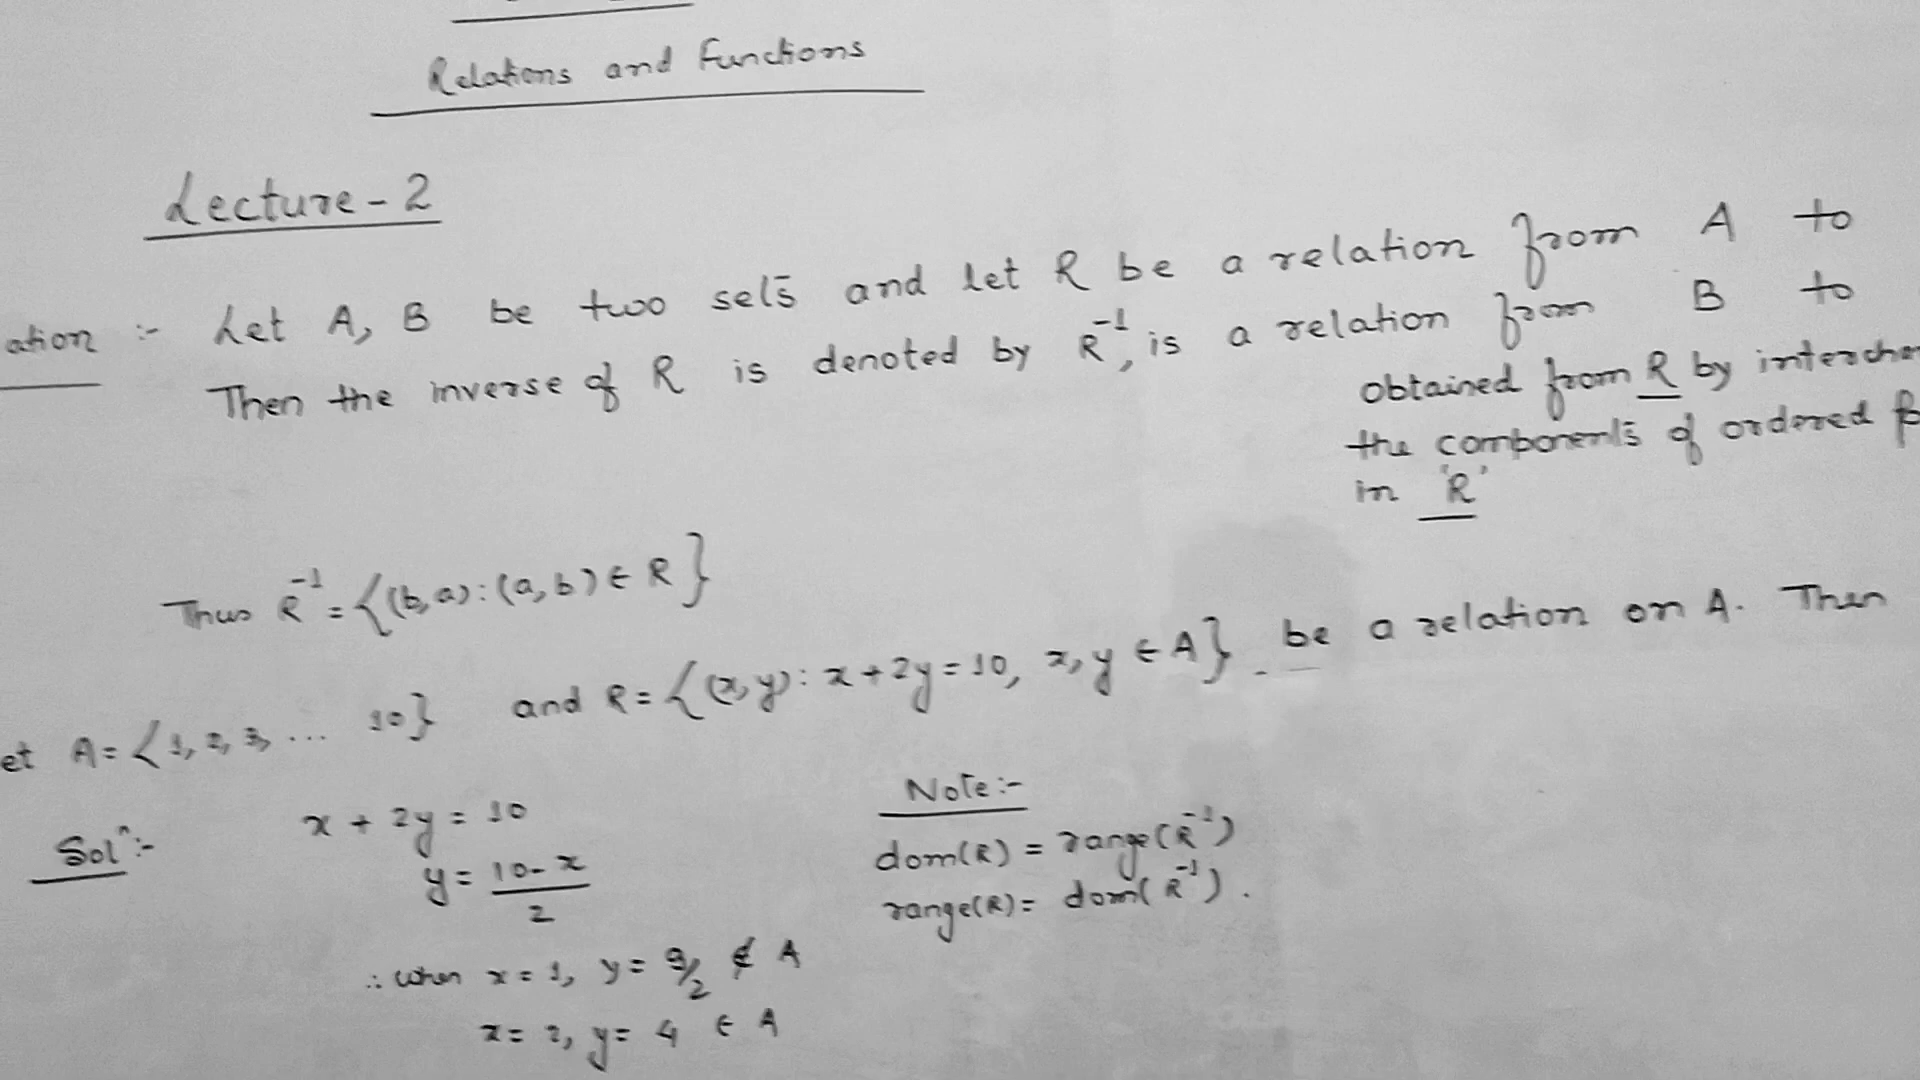 Relations and Functions
Lecture - 2
ation :- Let A, B be two sets and let R be a relation from A to
Then the inverse of R is denoted by R⁻¹, is a relation from B to
obtained from R by interchan
the components of ordered p
in 'R'
Thus R⁻¹ = {(b,a) : (a,b) ∈ R}
et A = {1, 2, 3, ... 10} and R = {(x,y) : x + 2y = 10, x, y ∈ A} be a relation on A. Then
Solⁿ :- x + 2y = 10
y = (10 - x)/2
∴ when x = 1, y = 9/2 ∉ A
x = 2, y = 4 ∈ A
Note :-
dom(R) = range(R⁻¹)
range(R) = dom(R⁻¹).